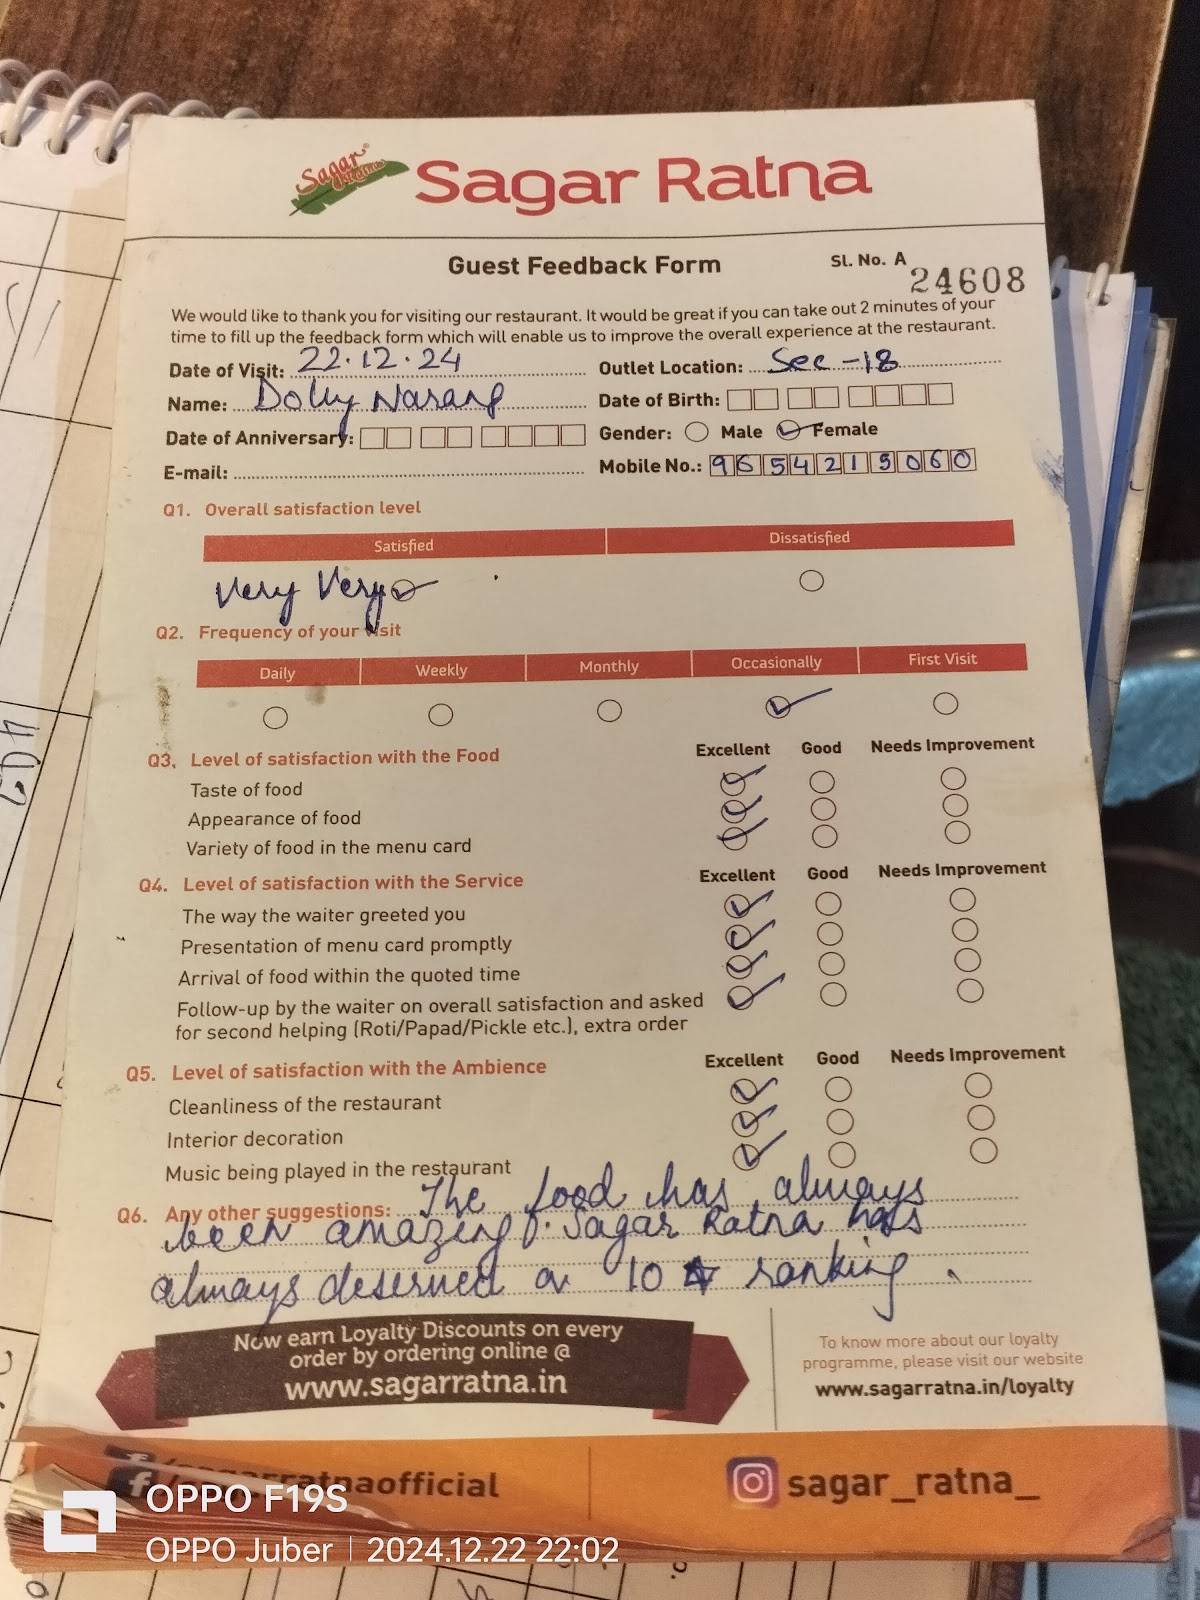 Sagar Ratna
Sagar Ratna
Guest Feedback Form
Sl. No. A 24608
We would like to thank you for visiting our restaurant. It would be great if you can take out 2 minutes of your
time to fill up the feedback form which will enable us to improve the overall experience at the restaurant.
Date of Visit: 22.12.24 Outlet Location: Sec -18
Name: Dolly Narang Date of Birth:
Date of Anniversary: Gender: Male Female
E-mail: Mobile No.: 9654219060
Q1. Overall satisfaction level
Satisfied Dissatisfied
Very Very
Q2. Frequency of your visit
Daily Weekly Monthly Occasionally First Visit
Q3. Level of satisfaction with the Food Excellent Good Needs Improvement
Taste of food
Appearance of food
Variety of food in the menu card
Q4. Level of satisfaction with the Service Excellent Good Needs Improvement
The way the waiter greeted you
Presentation of menu card promptly
Arrival of food within the quoted time
Follow-up by the waiter on overall satisfaction and asked
for second helping (Roti/Papad/Pickle etc.), extra order
Q5. Level of satisfaction with the Ambience Excellent Good Needs Improvement
Cleanliness of the restaurant
Interior decoration
Music being played in the restaurant
Q6. Any other suggestions: The food has always
been amazing. Sagar Ratna has
always deserved a 10 ☆ ranking.
Now earn Loyalty Discounts on every
order by ordering online @
www.sagarratna.in
To know more about our loyalty
programme, please visit our website
www.sagarratna.in/loyalty
f/sagarratnaofficial
sagar_ratna_
OPPO F19S
OPPO Juber | 2024.12.22 22:02